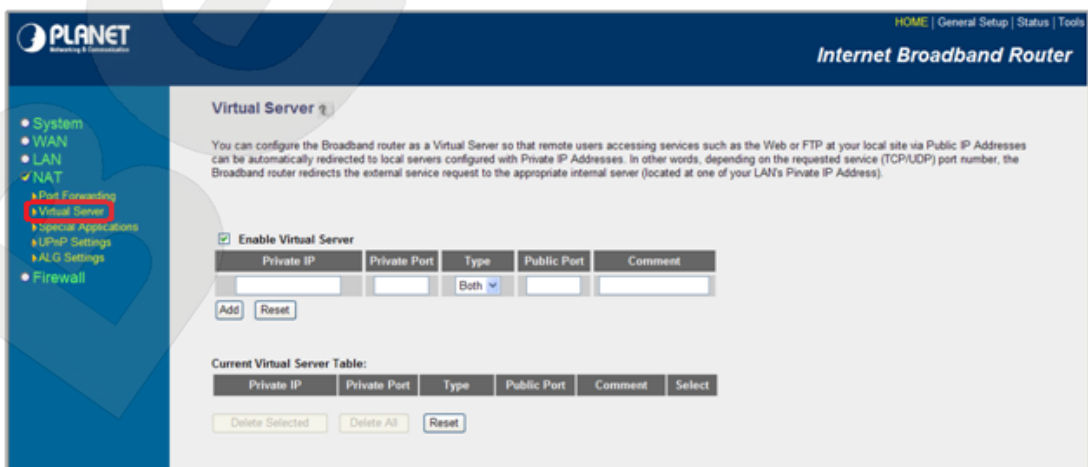 PLANET
Networking & Communication
HOME | General Setup | Status | Tools
Internet Broadband Router
System
WAN
LAN
NAT
Port Forwarding
Virtual Server
Special Applications
UPnP Settings
ALG Settings
Firewall
Virtual Server ?
You can configure the Broadband router as a Virtual Server so that remote users accessing services such as the Web or FTP at your local site via Public IP Addresses
can be automatically redirected to local servers configured with Private IP Addresses. In other words, depending on the requested service (TCP/UDP) port number, the
Broadband router redirects the external service request to the appropriate internal server (located at one of your LAN's Pivate IP Address).
Enable Virtual Server
Private IP Private Port Type Public Port Comment
Both
Add Reset
Current Virtual Server Table:
Private IP Private Port Type Public Port Comment Select
Delete Selected Delete All Reset